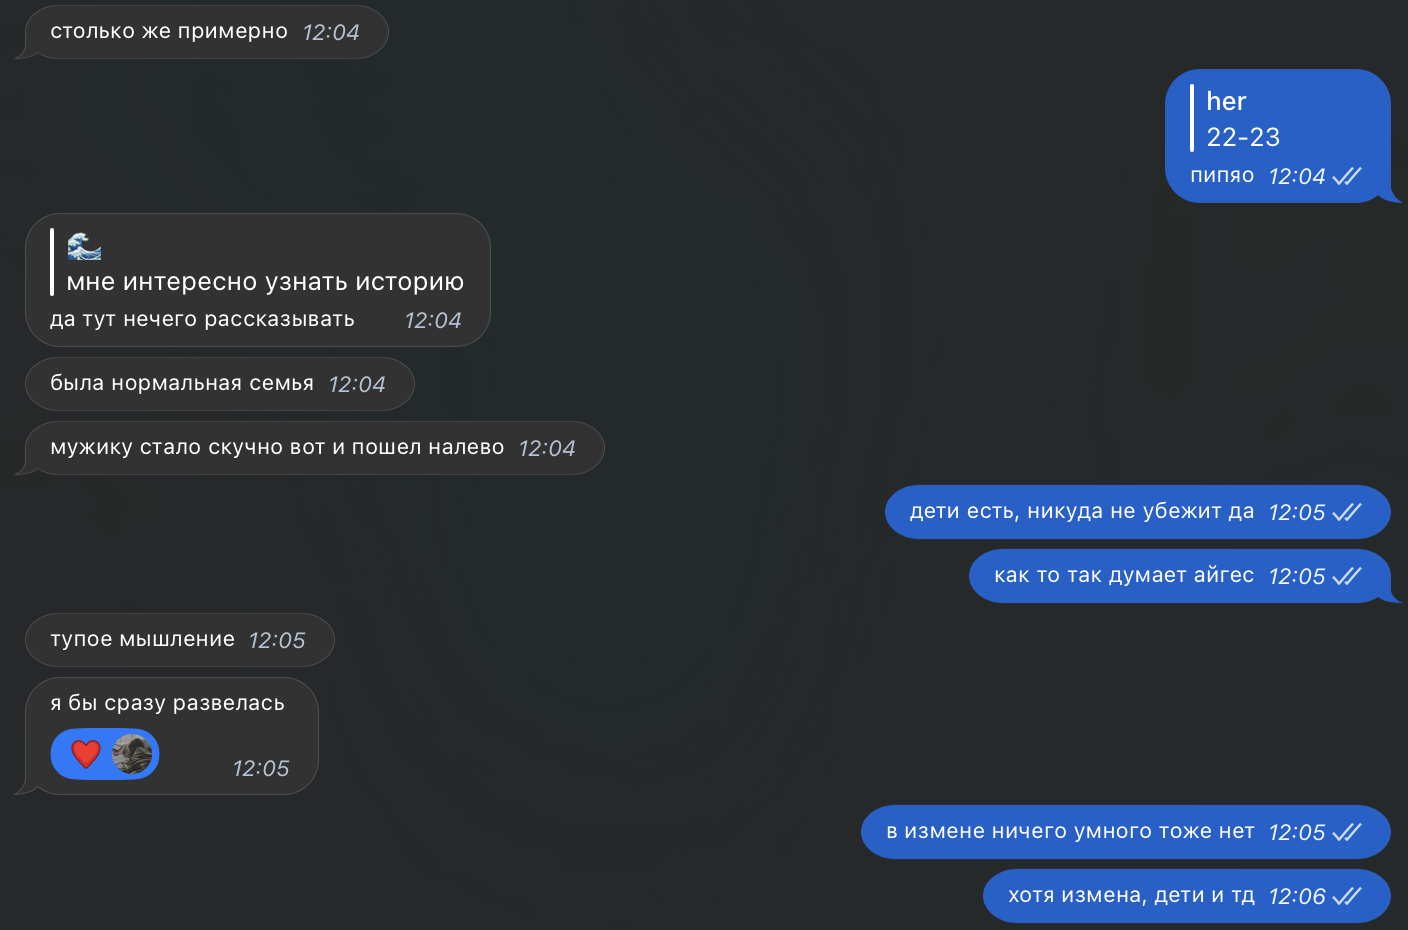 столько же примерно 12:04
her
22-23
пипяо 12:04
🌊
мне интересно узнать историю
да тут нечего рассказывать 12:04
была нормальная семья 12:04
мужику стало скучно вот и пошел налево 12:04
дети есть, никуда не убежит да 12:05
как то так думает айгес 12:05
тупое мышление 12:05
я бы сразу развелась
❤️ 12:05
в измене ничего умного тоже нет 12:05
хотя измена, дети и тд 12:06